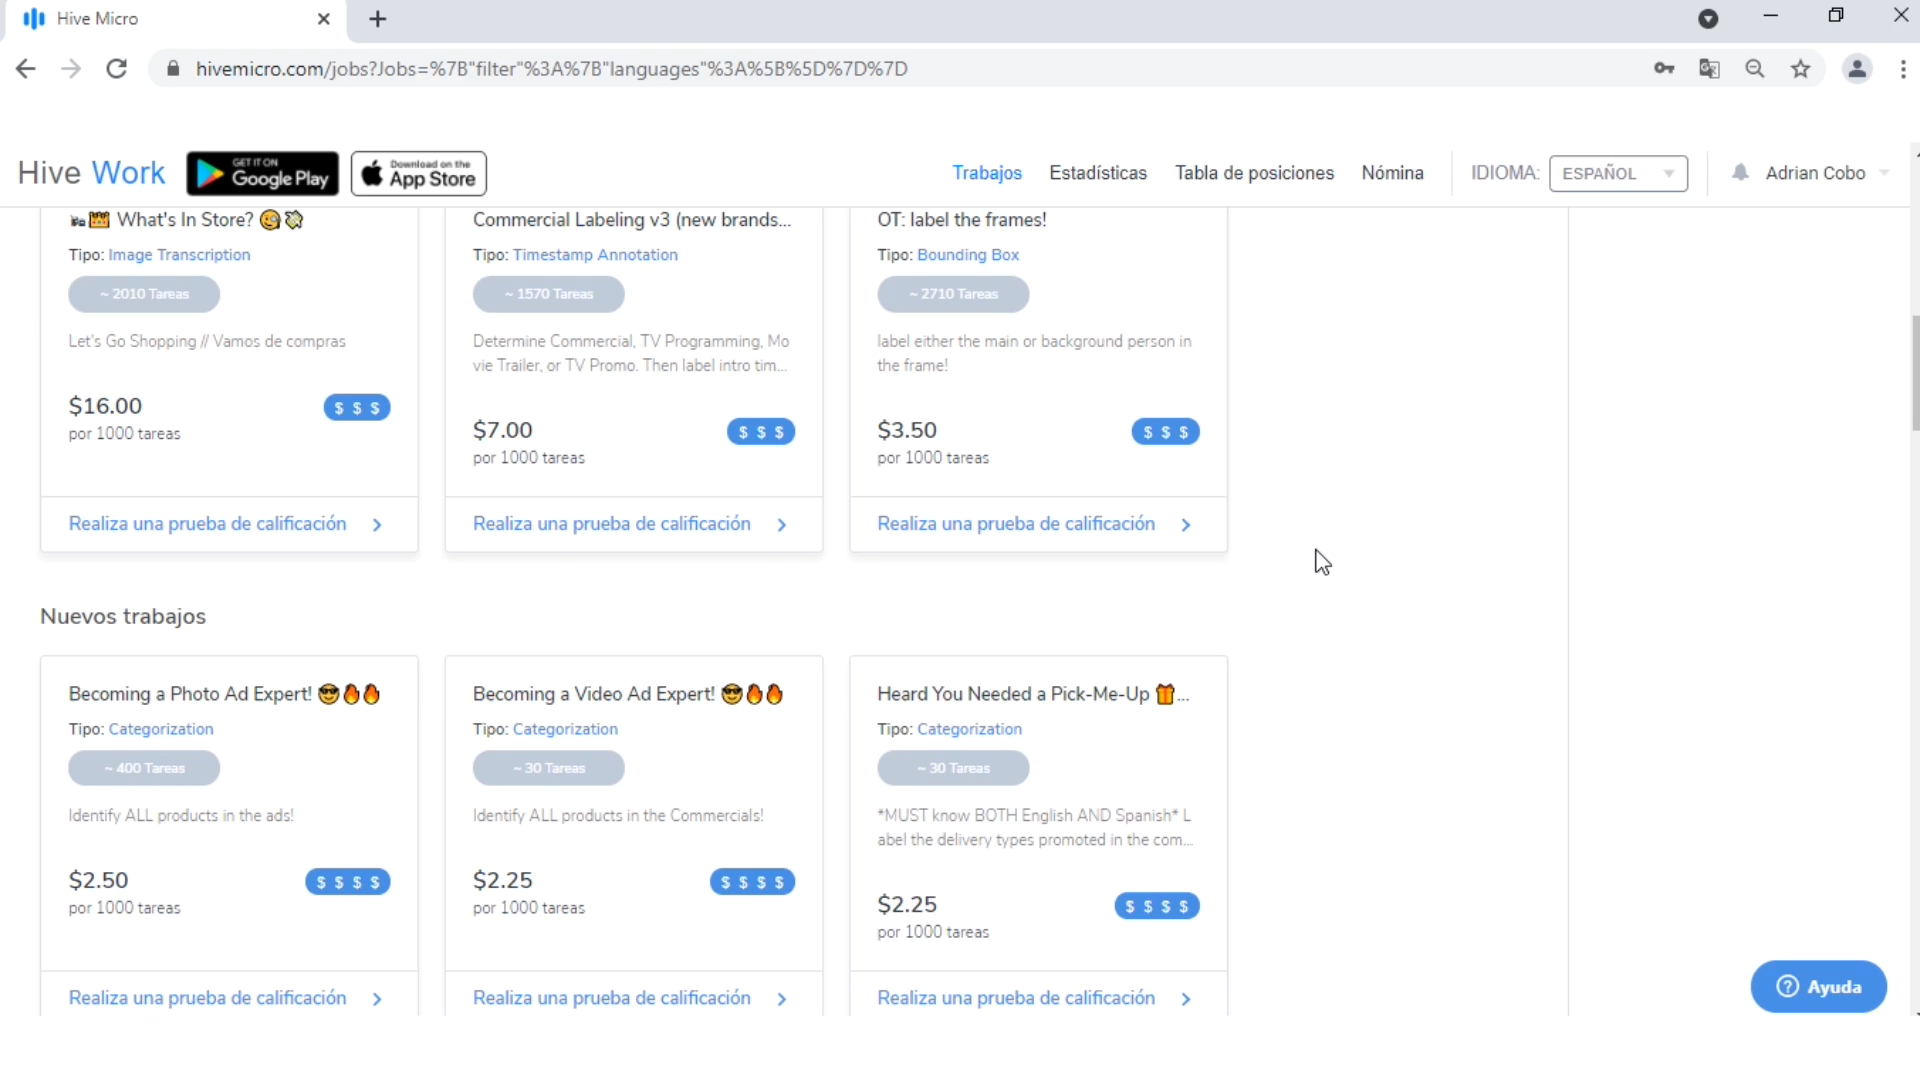 Hive Micro
hivemicro.com/jobs?Jobs=%7B"filter"%3A%7B"languages"%3A%5B%5D%7D%7D
Hive Work
GET IT ON
Google Play
Download on the
App Store
Trabajos
Estadísticas
Tabla de posiciones
Nómina
IDIOMA:
ESPAÑOL
Adrian Cobo
What's In Store?
Tipo: Image Transcription
~ 2010 Tareas
Let's Go Shopping // Vamos de compras
$16.00
$ $ $
por 1000 tareas
Realiza una prueba de calificación
Commercial Labeling v3 (new brands...
Tipo: Timestamp Annotation
~ 1570 Tareas
Determine Commercial, TV Programming, Mo
vie Trailer, or TV Promo. Then label intro tim...
$7.00
$ $ $
por 1000 tareas
Realiza una prueba de calificación
OT: label the frames!
Tipo: Bounding Box
~ 2710 Tareas
label either the main or background person in
the frame!
$3.50
$ $ $
por 1000 tareas
Realiza una prueba de calificación
Nuevos trabajos
Becoming a Photo Ad Expert!
Tipo: Categorization
~ 400 Tareas
Identify ALL products in the ads!
$2.50
$ $ $ $
por 1000 tareas
Realiza una prueba de calificación
Becoming a Video Ad Expert!
Tipo: Categorization
~ 30 Tareas
Identify ALL products in the Commercials!
$2.25
$ $ $ $
por 1000 tareas
Realiza una prueba de calificación
Heard You Needed a Pick-Me-Up ...
Tipo: Categorization
~ 30 Tareas
*MUST know BOTH English AND Spanish* L
abel the delivery types promoted in the com...
$2.25
$ $ $ $
por 1000 tareas
Realiza una prueba de calificación
Ayuda